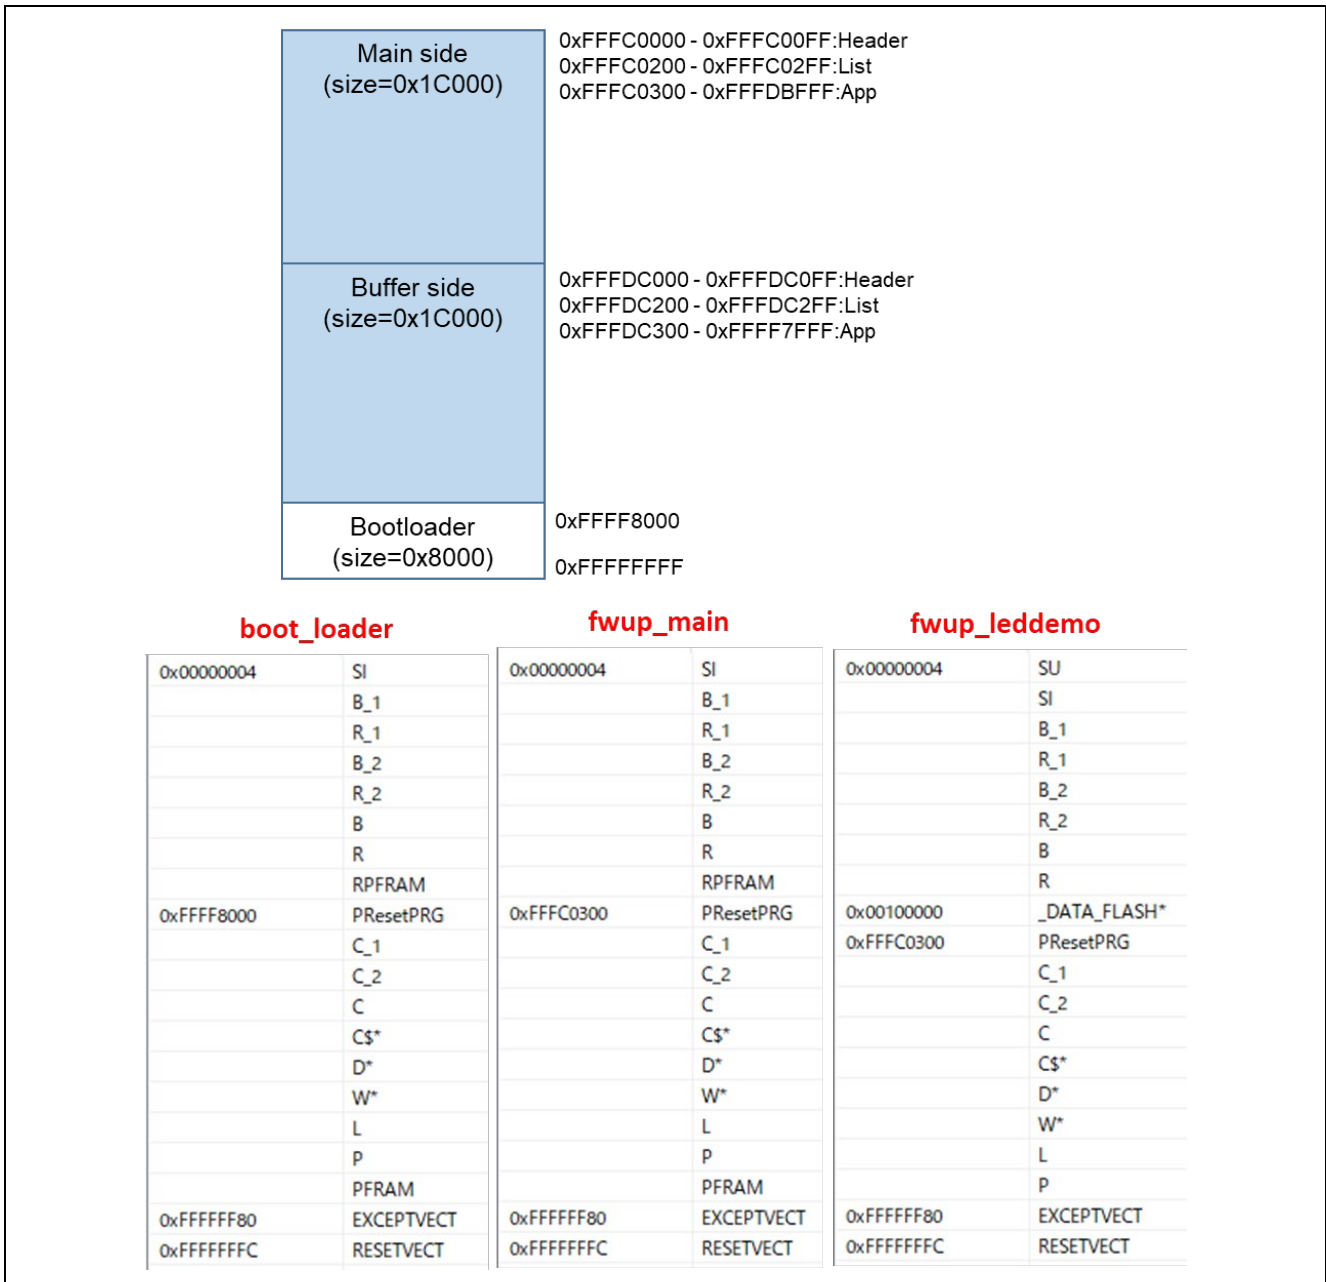 Main side
(size=0x1C000)
0xFFFC0000 - 0xFFFC00FF:Header
0xFFFC0200 - 0xFFFC02FF:List
0xFFFC0300 - 0xFFFDBFFF:App
Buffer side
(size=0x1C000)
0xFFFDC000 - 0xFFFDC0FF:Header
0xFFFDC200 - 0xFFFDC2FF:List
0xFFFDC300 - 0xFFFF7FFF:App
Bootloader
(size=0x8000)
0xFFFF8000
0xFFFFFFFF
boot_loader
0x00000004 SI
B_1
R_1
B_2
R_2
B
R
RPFRAM
0xFFFF8000 PResetPRG
C_1
C_2
C
C$*
D*
W*
L
P
PFRAM
0xFFFFFF80 EXCEPTVECT
0xFFFFFFFC RESETVECT
fwup_main
0x00000004 SI
B_1
R_1
B_2
R_2
B
R
RPFRAM
0xFFFC0300 PResetPRG
C_1
C_2
C
C$*
D*
W*
L
P
PFRAM
0xFFFFFF80 EXCEPTVECT
0xFFFFFFFC RESETVECT
fwup_leddemo
0x00000004 SU
SI
B_1
R_1
B_2
R_2
B
R
0x00100000 _DATA_FLASH*
0xFFFC0300 PResetPRG
C_1
C_2
C
C$*
D*
W*
L
P
0xFFFFFF80 EXCEPTVECT
0xFFFFFFFC RESETVECT